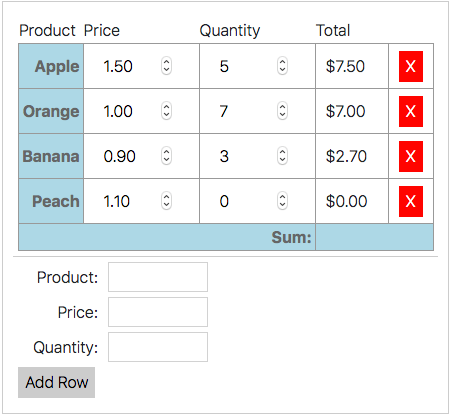 Product Price Quantity Total
Apple 1.50 5 $7.50 X
Orange 1.00 7 $7.00 X
Banana 0.90 3 $2.70 X
Peach 1.10 0 $0.00 X
Sum:
Product:
Price:
Quantity:
Add Row